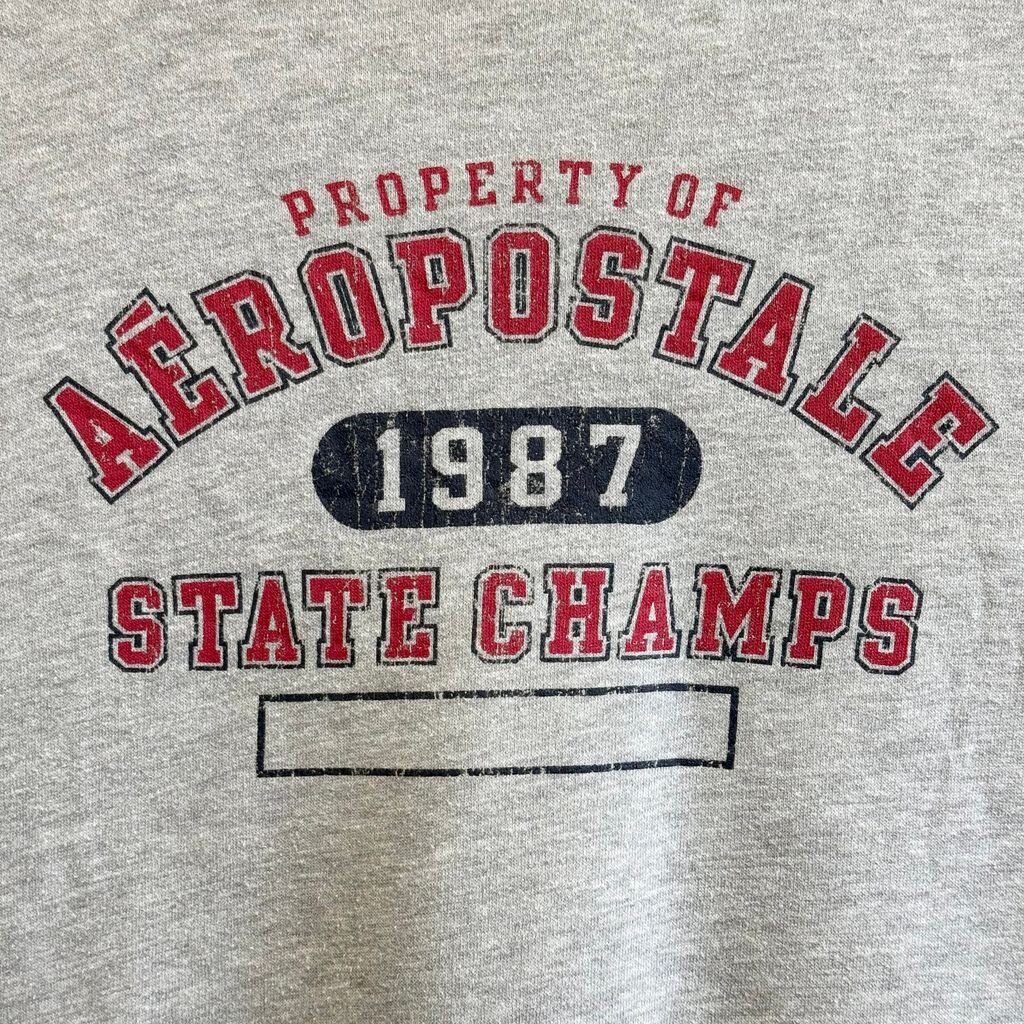 PROPERTY OF
AÉROPOSTALE
1987
STATE CHAMPS